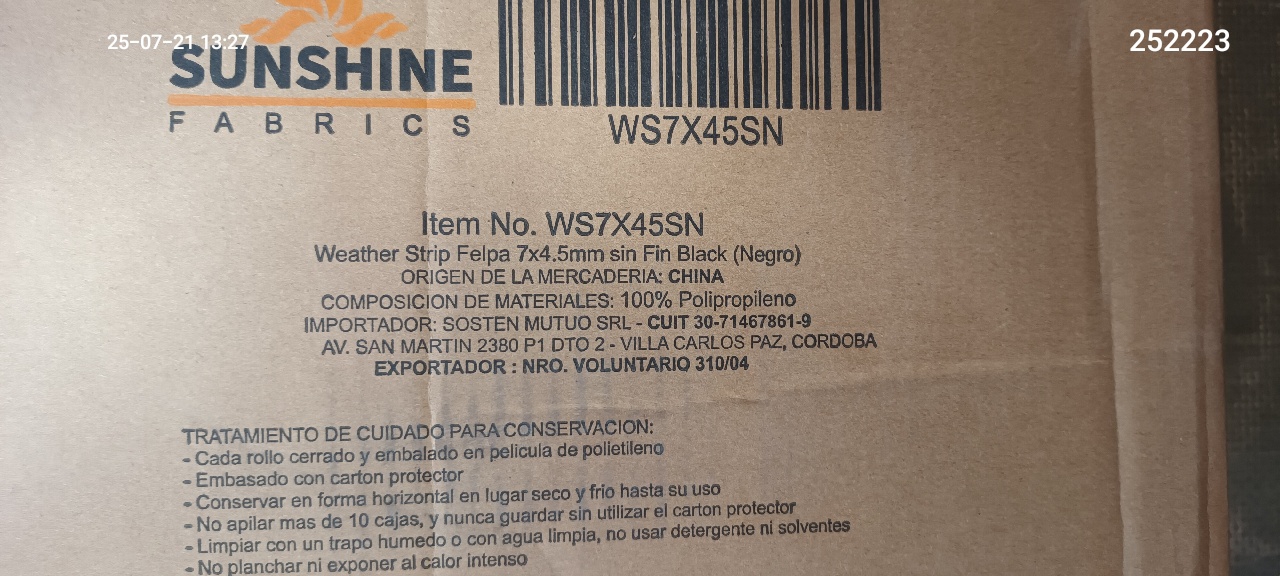 25-07-21 13:27
252223
SUNSHINE
FABRICS
WS7X45SN
Item No. WS7X45SN
Weather Strip Felpa 7x4.5mm sin Fin Black (Negro)
ORIGEN DE LA MERCADERIA: CHINA
COMPOSICION DE MATERIALES: 100% Polipropileno
IMPORTADOR: SOSTEN MUTUO SRL - CUIT 30-71467861-9
AV. SAN MARTIN 2380 P1 DTO 2 - VILLA CARLOS PAZ, CORDOBA
EXPORTADOR : NRO. VOLUNTARIO 310/04
TRATAMIENTO DE CUIDADO PARA CONSERVACION:
- Cada rollo cerrado y embalado en pelicula de polietileno
- Embasado con carton protector
- Conservar en forma horizontal en lugar seco y frio hasta su uso
- No apilar mas de 10 cajas, y nunca guardar sin utilizar el carton protector
- Limpiar con un trapo humedo o con agua limpia, no usar detergente ni solventes
- No planchar ni exponer al calor intenso